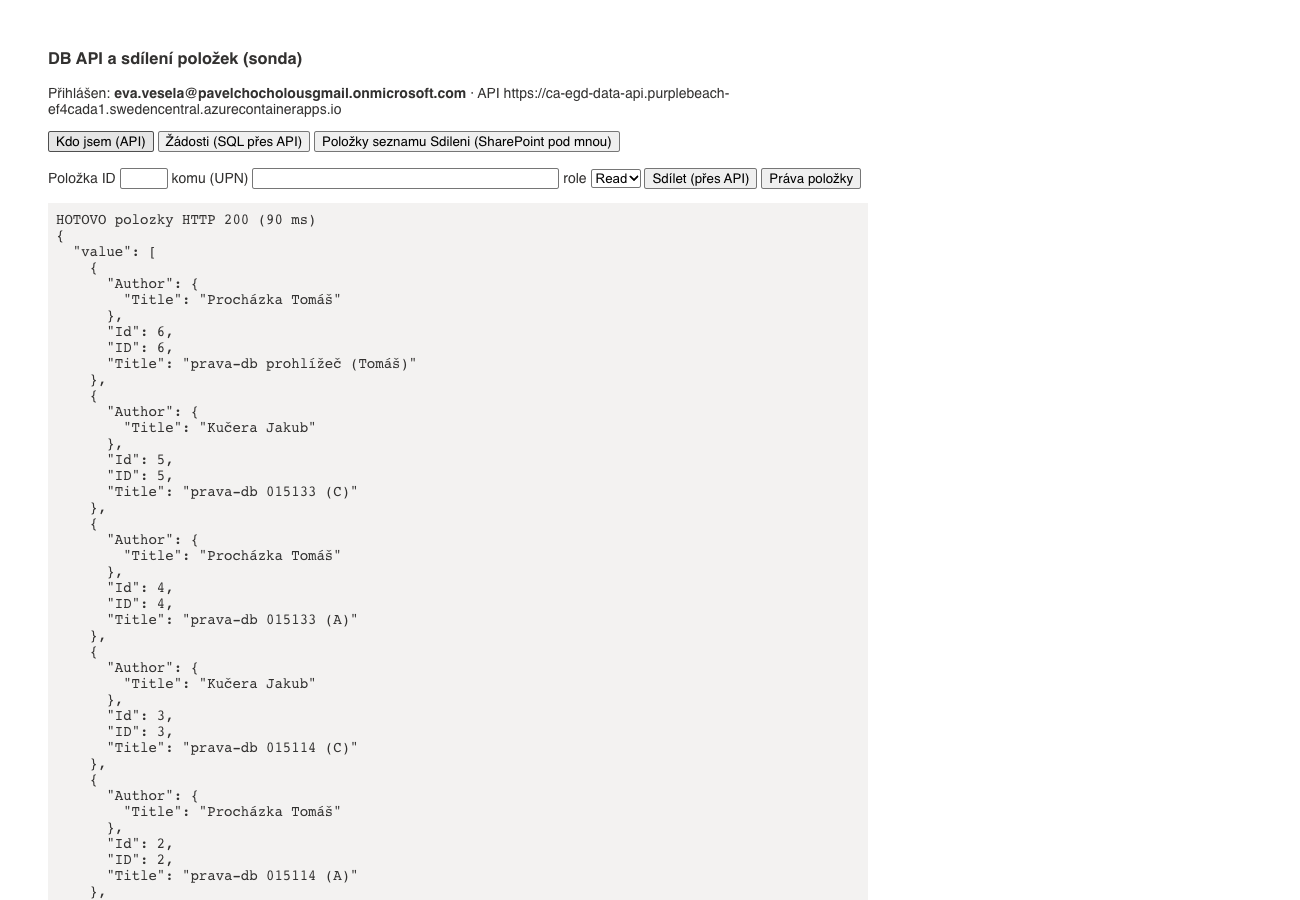 DB API a sdílení položek (sonda)
Přihlášen: eva.vesela@pavelchocholousgmail.onmicrosoft.com · API https://ca-egd-data-api.purplebeach-
ef4cada1.swedencentral.azurecontainerapps.io
Kdo jsem (API) Žádosti (SQL přes API) Položky seznamu Sdileni (SharePoint pod mnou)
Položka ID komu (UPN) role Read Sdílet (přes API) Práva položky
HOTOVO polozky HTTP 200 (90 ms)
{
  "value": [
    {
      "Author": {
        "Title": "Procházka Tomáš"
      },
      "Id": 6,
      "ID": 6,
      "Title": "prava-db prohlížeč (Tomáš)"
    },
    {
      "Author": {
        "Title": "Kučera Jakub"
      },
      "Id": 5,
      "ID": 5,
      "Title": "prava-db 015133 (C)"
    },
    {
      "Author": {
        "Title": "Procházka Tomáš"
      },
      "Id": 4,
      "ID": 4,
      "Title": "prava-db 015133 (A)"
    },
    {
      "Author": {
        "Title": "Kučera Jakub"
      },
      "Id": 3,
      "ID": 3,
      "Title": "prava-db 015114 (C)"
    },
    {
      "Author": {
        "Title": "Procházka Tomáš"
      },
      "Id": 2,
      "ID": 2,
      "Title": "prava-db 015114 (A)"
    },